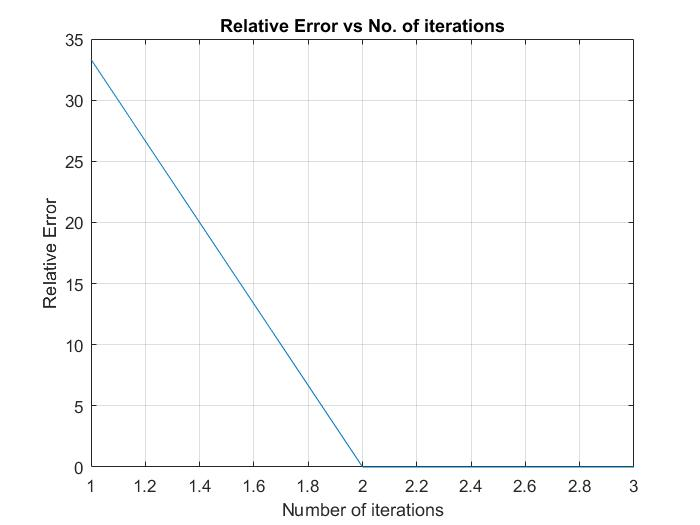 Relative Error vs No. of iterations
35
30
25
20
15
10
5
0
Relative Error
1 1.2 1.4 1.6 1.8 2 2.2 2.4 2.6 2.8 3
Number of iterations